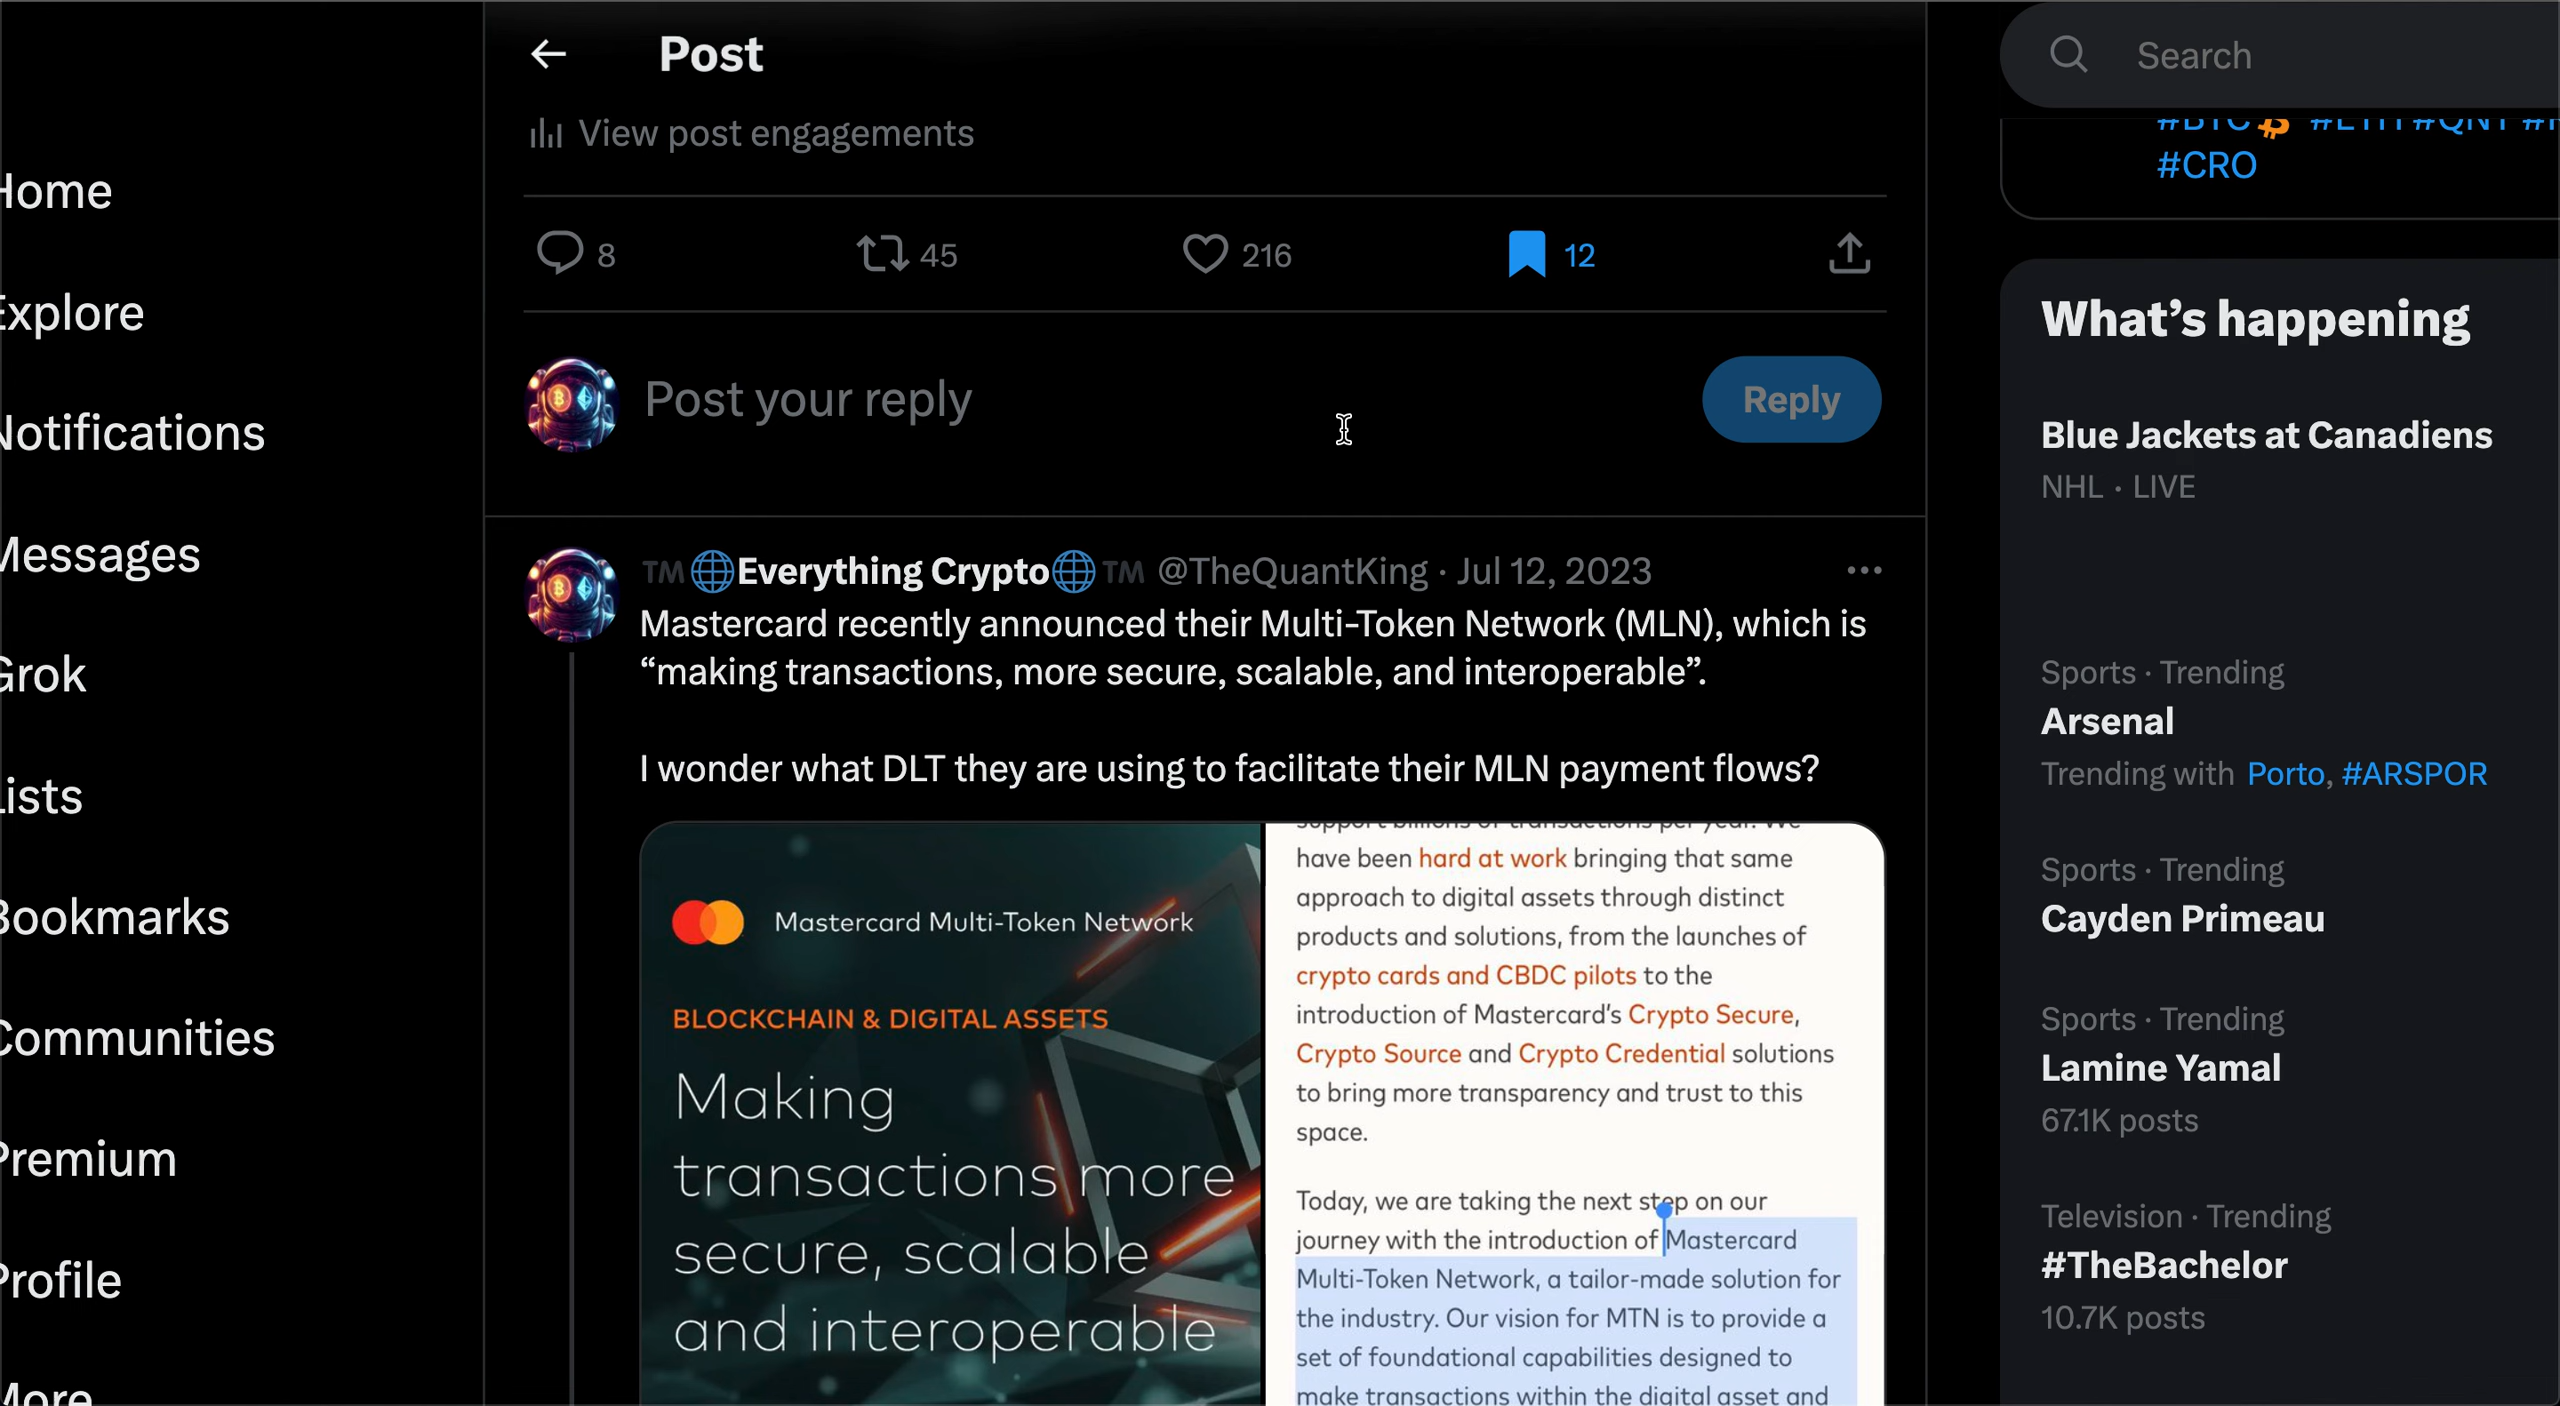 Post
Search
View post engagements
#BTC #ETH #QNT
#CRO
8
45
216
12
Post your reply
Reply
Home
Explore
Notifications
Messages
Grok
Lists
Bookmarks
Communities
Premium
Profile
More
™Everything Crypto™ @TheQuantKing · Jul 12, 2023
Mastercard recently announced their Multi-Token Network (MLN), which is
“making transactions, more secure, scalable, and interoperable”.
I wonder what DLT they are using to facilitate their MLN payment flows?
Mastercard Multi-Token Network
BLOCKCHAIN & DIGITAL ASSETS
Making
transactions more
secure, scalable
and interoperable
support billions of transactions per year. We
have been hard at work bringing that same
approach to digital assets through distinct
products and solutions, from the launches of
crypto cards and CBDC pilots to the
introduction of Mastercard’s Crypto Secure,
Crypto Source and Crypto Credential solutions
to bring more transparency and trust to this
space.
Today, we are taking the next step on our
journey with the introduction of Mastercard
Multi-Token Network, a tailor-made solution for
the industry. Our vision for MTN is to provide a
set of foundational capabilities designed to
make transactions within the digital asset and
What’s happening
Blue Jackets at Canadiens
NHL · LIVE
Sports · Trending
Arsenal
Trending with Porto, #ARSPOR
Sports · Trending
Cayden Primeau
Sports · Trending
Lamine Yamal
67.1K posts
Television · Trending
#TheBachelor
10.7K posts